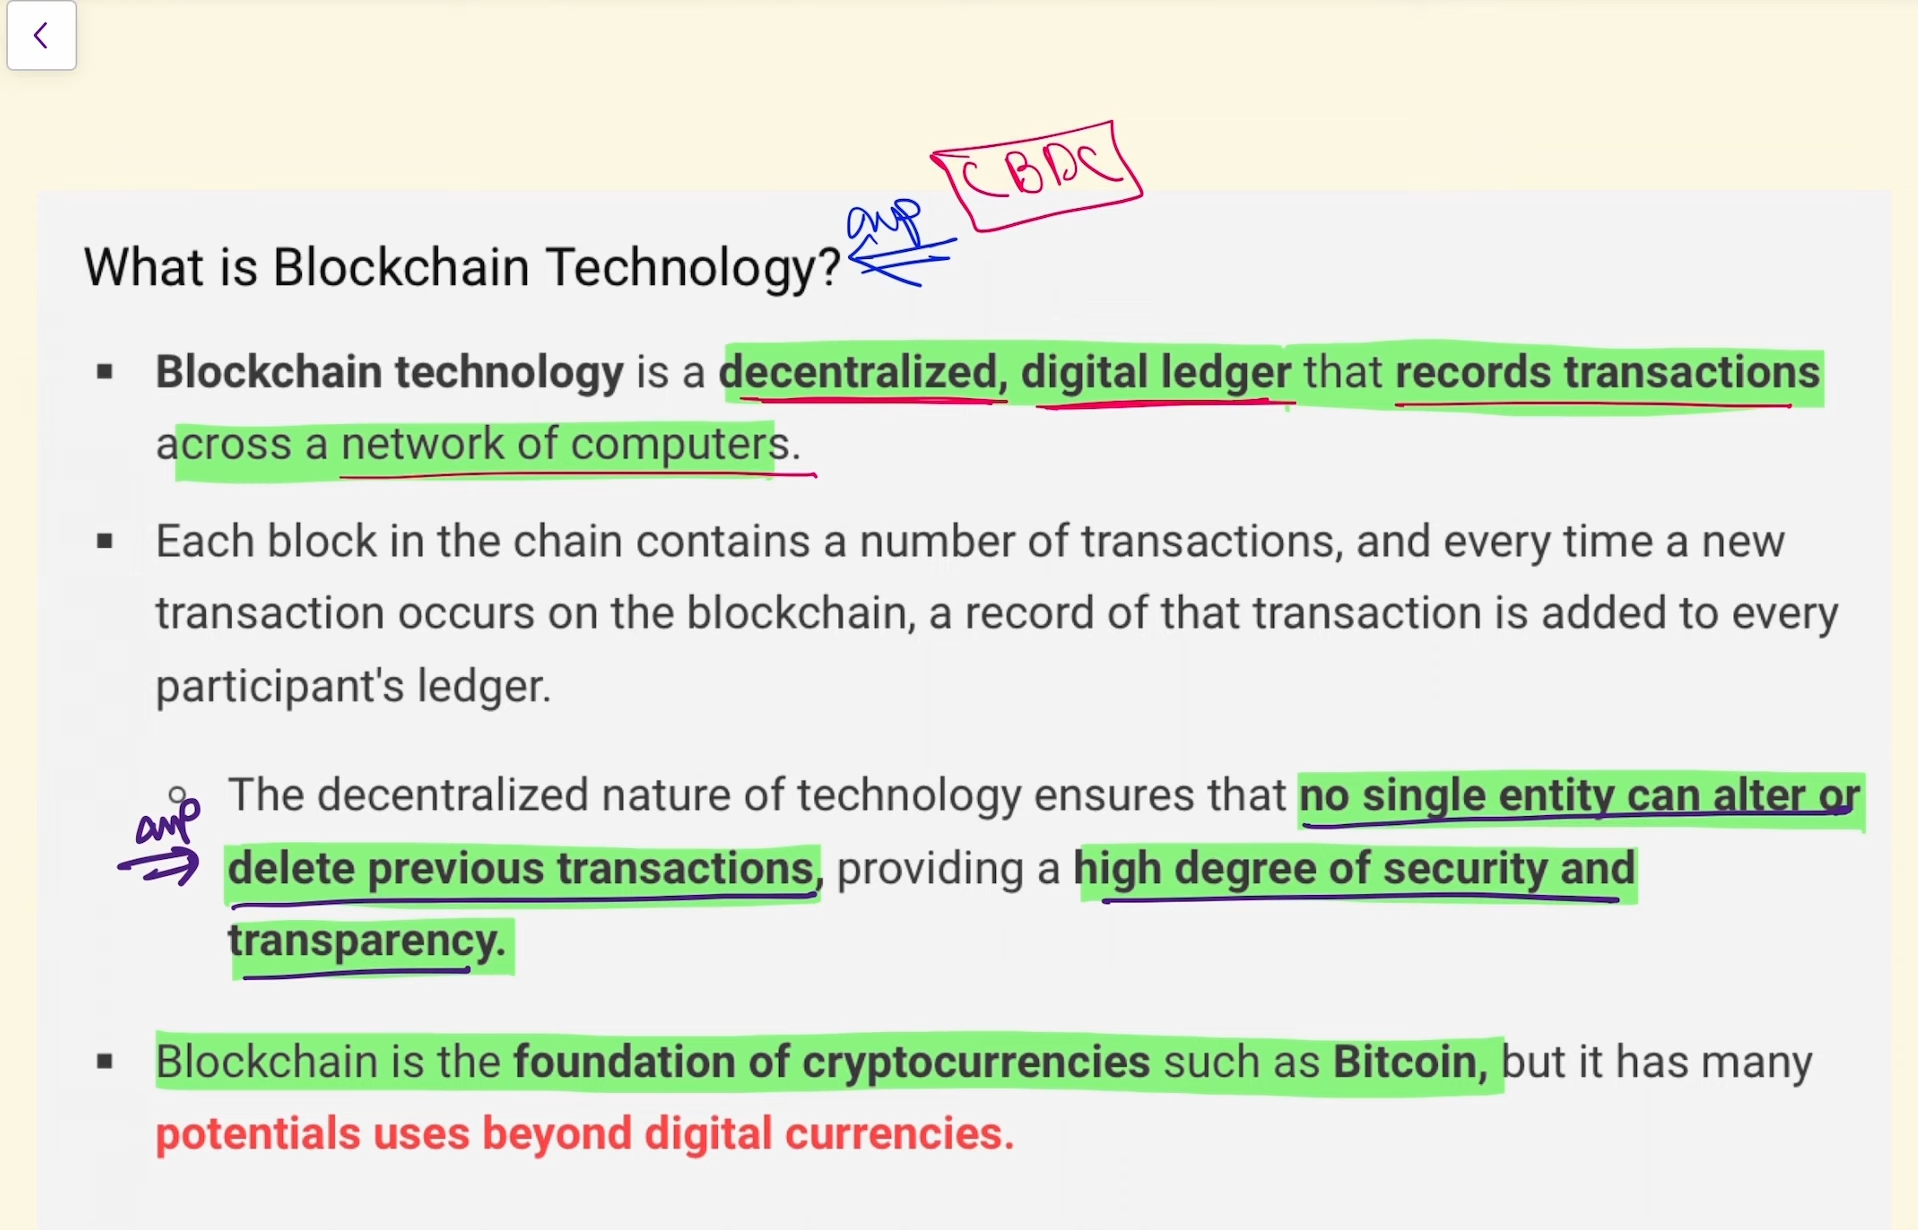 CBDC
What is Blockchain Technology?
▪ Blockchain technology is a decentralized, digital ledger that records transactions
across a network of computers.
▪ Each block in the chain contains a number of transactions, and every time a new
transaction occurs on the blockchain, a record of that transaction is added to every
participant's ledger.
o The decentralized nature of technology ensures that no single entity can alter or
delete previous transactions, providing a high degree of security and
transparency.
▪ Blockchain is the foundation of cryptocurrencies such as Bitcoin, but it has many
potentials uses beyond digital currencies.